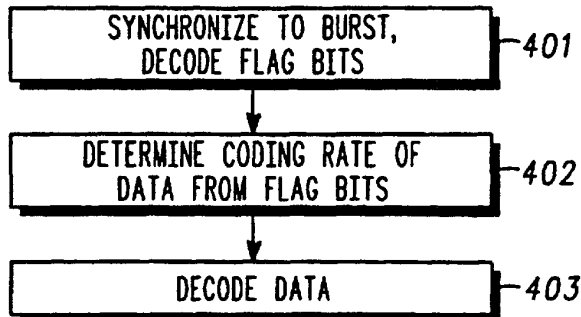 SYNCHRONIZE TO BURST,
DECODE FLAG BITS
401
DETERMINE CODING RATE OF
DATA FROM FLAG BITS
402
DECODE DATA
403